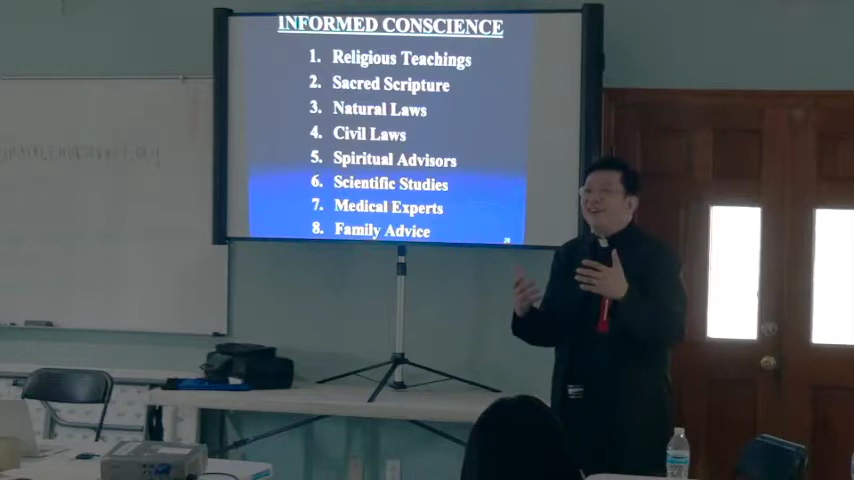 INFORMED CONSCIENCE
1. Religious Teachings
2. Sacred Scripture
3. Natural Laws
4. Civil Laws
5. Spiritual Advisors
6. Scientific Studies
7. Medical Experts
8. Family Advice